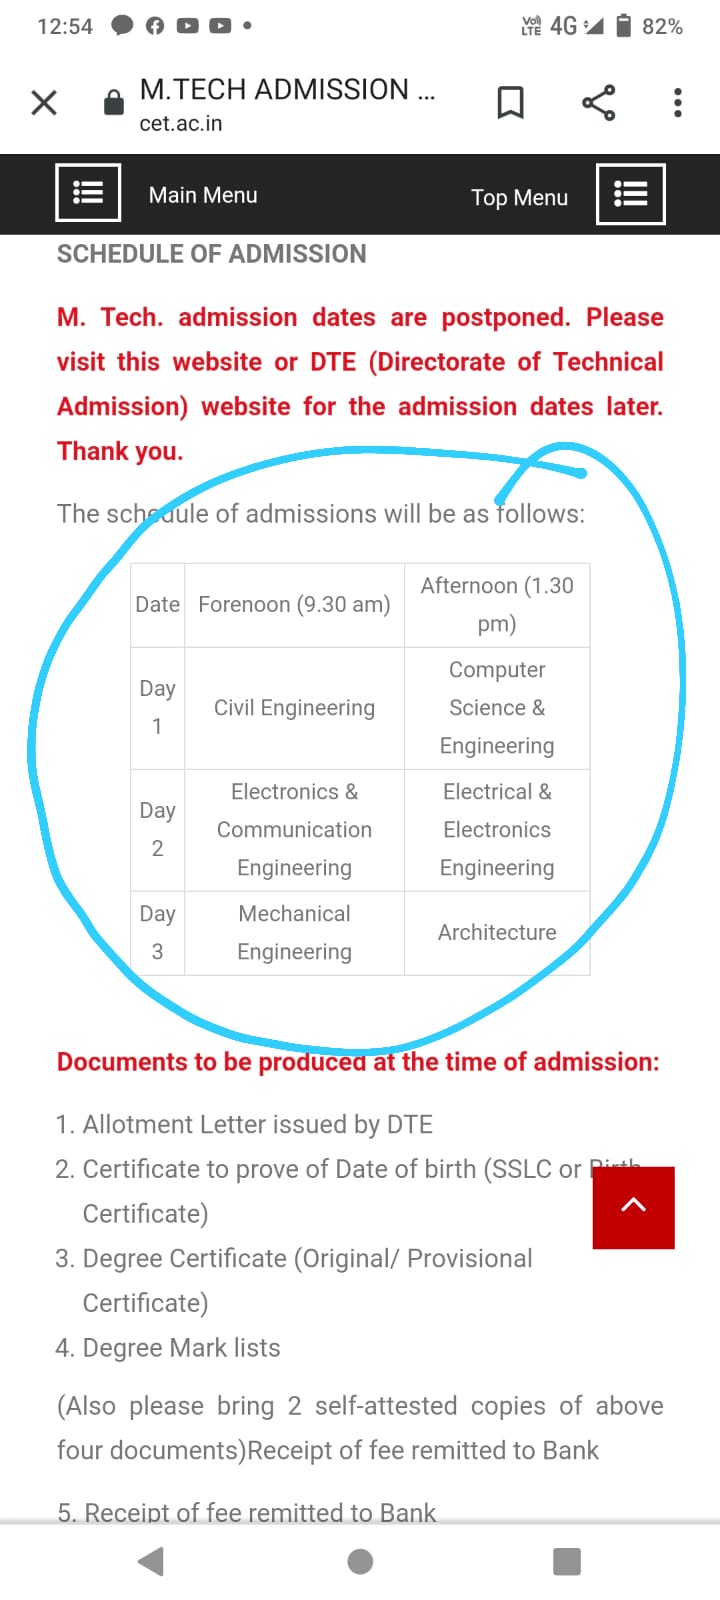 12:54
Vo)) LTE 4G 82%
M.TECH ADMISSION ...
cet.ac.in
Main Menu
Top Menu
SCHEDULE OF ADMISSION
M. Tech. admission dates are postponed. Please
visit this website or DTE (Directorate of Technical
Admission) website for the admission dates later.
Thank you.
The schedule of admissions will be as follows:
Date Forenoon (9.30 am) Afternoon (1.30
pm)
Day
1
Civil Engineering
Computer
Science &
Engineering
Day
2
Electronics &
Communication
Engineering
Electrical &
Electronics
Engineering
Day
3
Mechanical
Engineering
Architecture
Documents to be produced at the time of admission:
1. Allotment Letter issued by DTE
2. Certificate to prove of Date of birth (SSLC or Birth
Certificate)
3. Degree Certificate (Original/ Provisional
Certificate)
4. Degree Mark lists
(Also please bring 2 self-attested copies of above
four documents)Receipt of fee remitted to Bank
5. Receipt of fee remitted to Bank